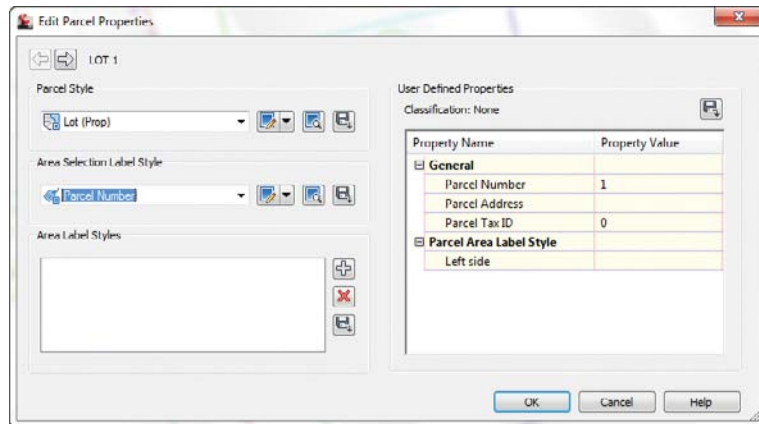 Edit Parcel Properties
LOT 1
Parcel Style
Lot (Prop)
Area Selection Label Style
Parcel Number
Area Label Styles
User Defined Properties
Classification: None
Property Name Property Value
General
Parcel Number 1
Parcel Address
Parcel Tax ID 0
Parcel Area Label Style
Left side
OK Cancel Help